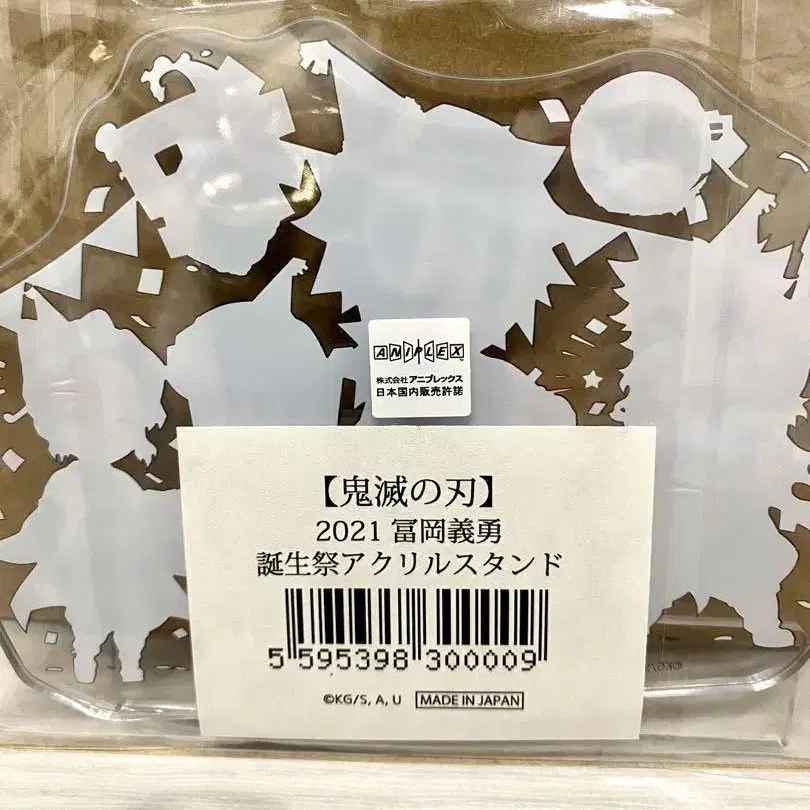 ANIPLEX
株式会社アニプレックス
日本国内販売許諾
【鬼滅の刃】
2021 冨岡義勇
誕生祭アクリルスタンド
5 595398 300009
©KG/S, A, U MADE IN JAPAN
©KG/S